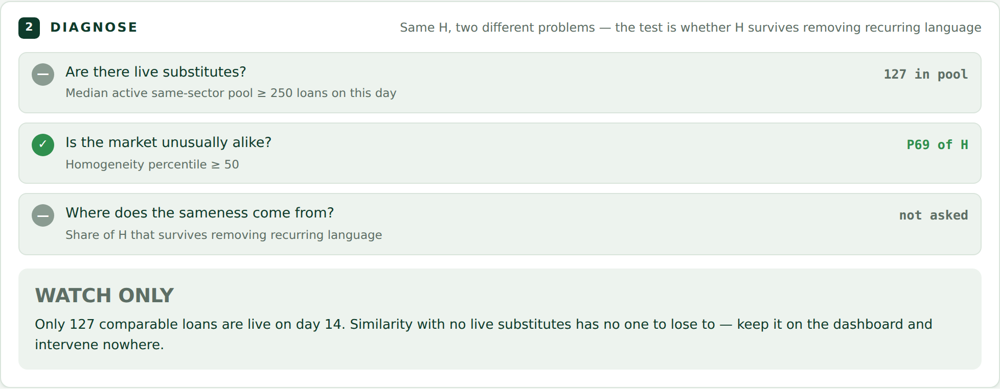 2 DIAGNOSE
Same H, two different problems — the test is whether H survives removing recurring language
— Are there live substitutes?
127 in pool
Median active same-sector pool ≥ 250 loans on this day
✓ Is the market unusually alike?
P69 of H
Homogeneity percentile ≥ 50
— Where does the sameness come from?
not asked
Share of H that survives removing recurring language
WATCH ONLY
Only 127 comparable loans are live on day 14. Similarity with no live substitutes has no one to lose to — keep it on the dashboard and
intervene nowhere.